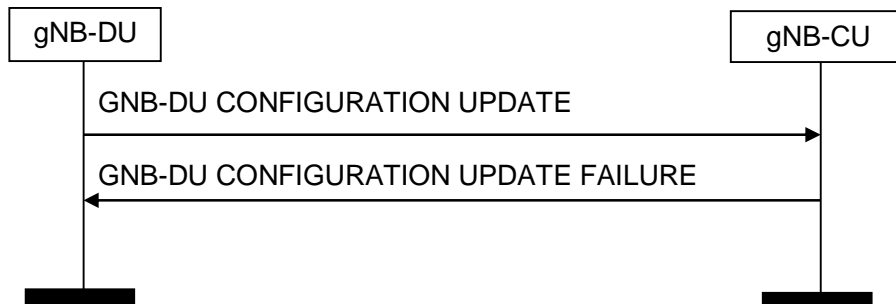 gNB-DU
gNB-CU
GNB-DU CONFIGURATION UPDATE
GNB-DU CONFIGURATION UPDATE FAILURE